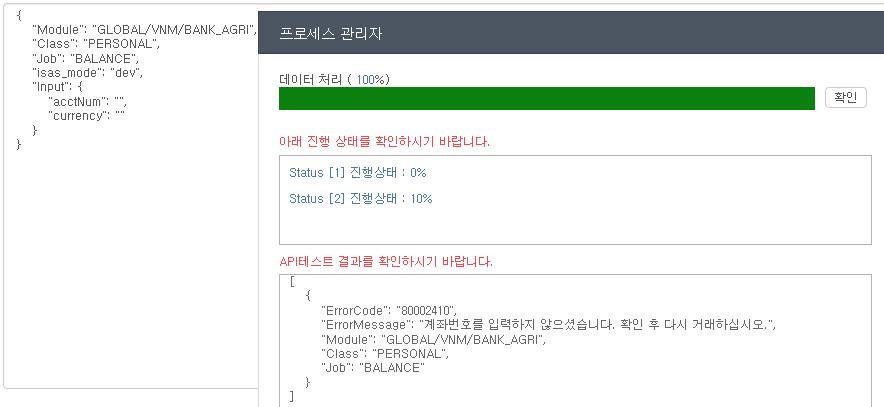 {
"Module": "GLOBAL/VNM/BANK_AGRI",
"Class": "PERSONAL",
"Job": "BALANCE",
"isas_mode": "dev",
"Input": {
"acctNum": "",
"currency": ""
}
}
프로세스 관리자
데이터 처리 ( 100%)
확인
아래 진행 상태를 확인하시기 바랍니다.
Status [1] 진행상태 : 0%
Status [2] 진행상태 : 10%
API테스트 결과를 확인하시기 바랍니다.
[
{
"ErrorCode": "80002410",
"ErrorMessage": "계좌번호를 입력하지 않으셨습니다. 확인 후 다시 거래하십시오.",
"Module": "GLOBAL/VNM/BANK_AGRI",
"Class": "PERSONAL",
"Job": "BALANCE"
}
]